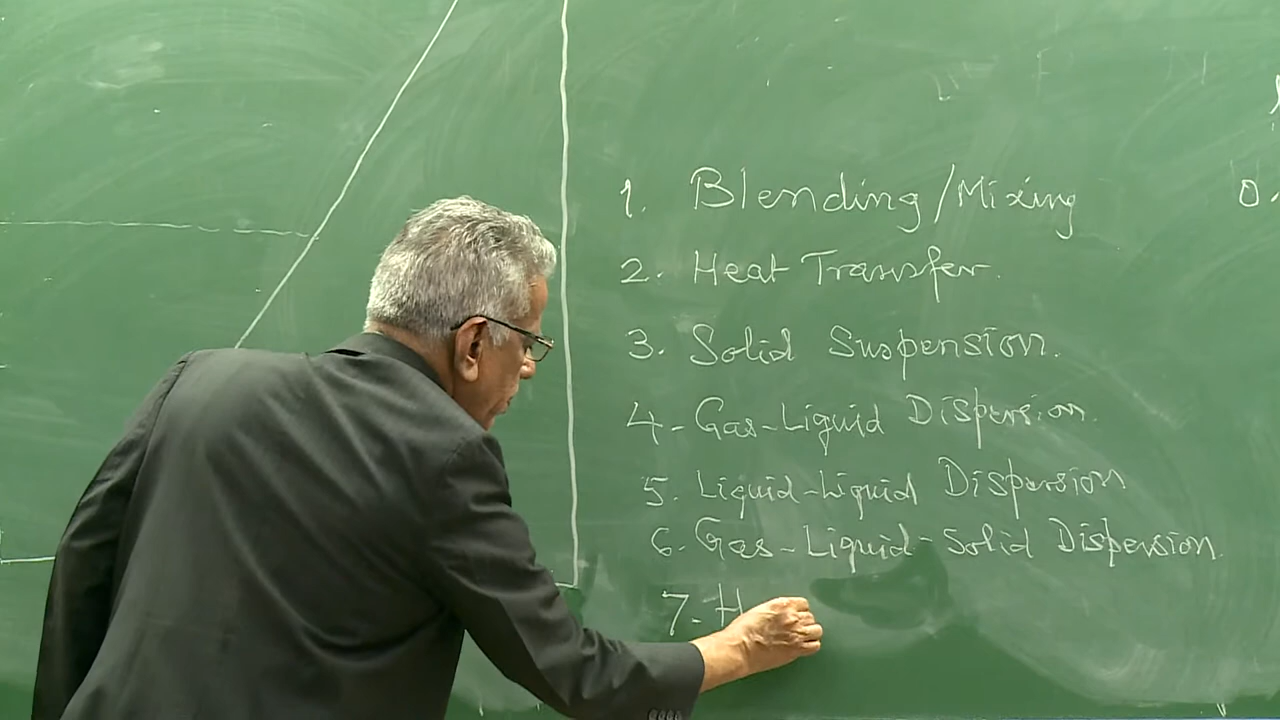 1. Blending/Mixing
2. Heat Transfer.
3. Solid Suspension.
4. Gas-Liquid Dispersion.
5. Liquid-Liquid Dispersion
6. Gas-Liquid-Solid Dispersion.
7. H
0.